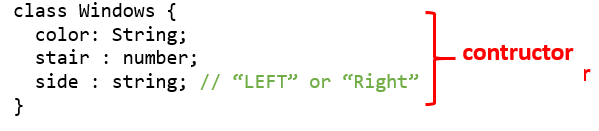 class Windows {
color: String;
stair : number;
side : string; // “LEFT” or “Right”
}
contructor
r